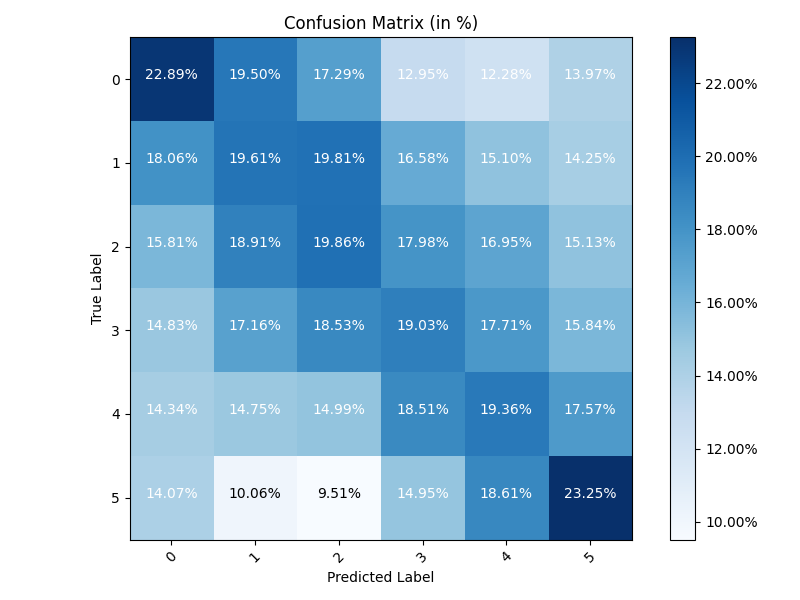 Confusion Matrix (in %)
0 22.89% 19.50% 17.29% 12.95% 12.28% 13.97%
1 18.06% 19.61% 19.81% 16.58% 15.10% 14.25%
2 15.81% 18.91% 19.86% 17.98% 16.95% 15.13%
3 14.83% 17.16% 18.53% 19.03% 17.71% 15.84%
4 14.34% 14.75% 14.99% 18.51% 19.36% 17.57%
5 14.07% 10.06% 9.51% 14.95% 18.61% 23.25%
0 1 2 3 4 5
True Label
Predicted Label
22.00%
20.00%
18.00%
16.00%
14.00%
12.00%
10.00%